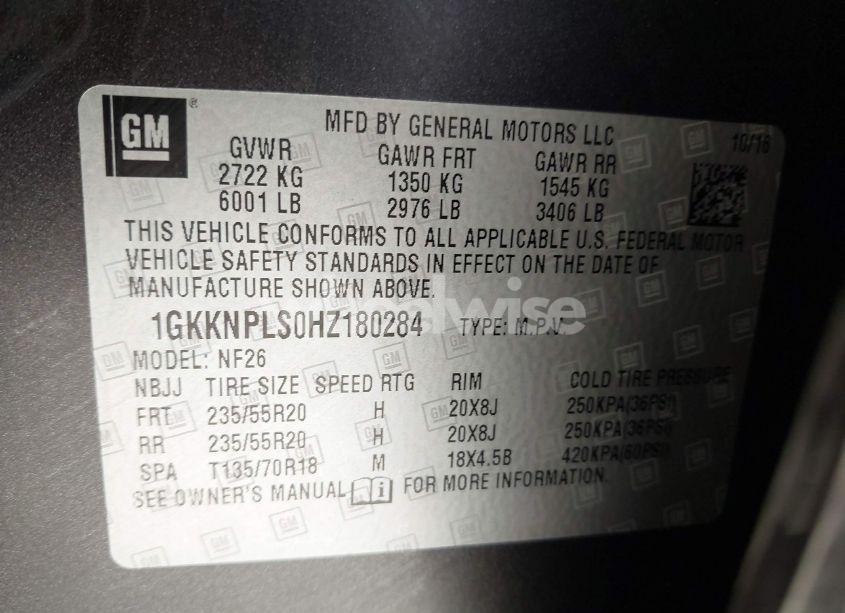 GM
MFD BY GENERAL MOTORS LLC 10/16
GVWR GAWR FRT GAWR RR
2722 KG 1350 KG 1545 KG
6001 LB 2976 LB 3406 LB
THIS VEHICLE CONFORMS TO ALL APPLICABLE U.S. FEDERAL MOTOR
VEHICLE SAFETY STANDARDS IN EFFECT ON THE DATE OF
MANUFACTURE SHOWN ABOVE.
1GKKNPLS0HZ180284 TYPE: M.P.V.
MODEL: NF26
NBJJ TIRE SIZE SPEED RTG RIM COLD TIRE PRESSURE
FRT 235/55R20 H 20X8J 250KPA(36PSI)
RR 235/55R20 H 20X8J 250KPA(36PSI)
SPA T135/70R18 M 18X4.5B 420KPA(60PSI)
SEE OWNER'S MANUAL i FOR MORE INFORMATION.